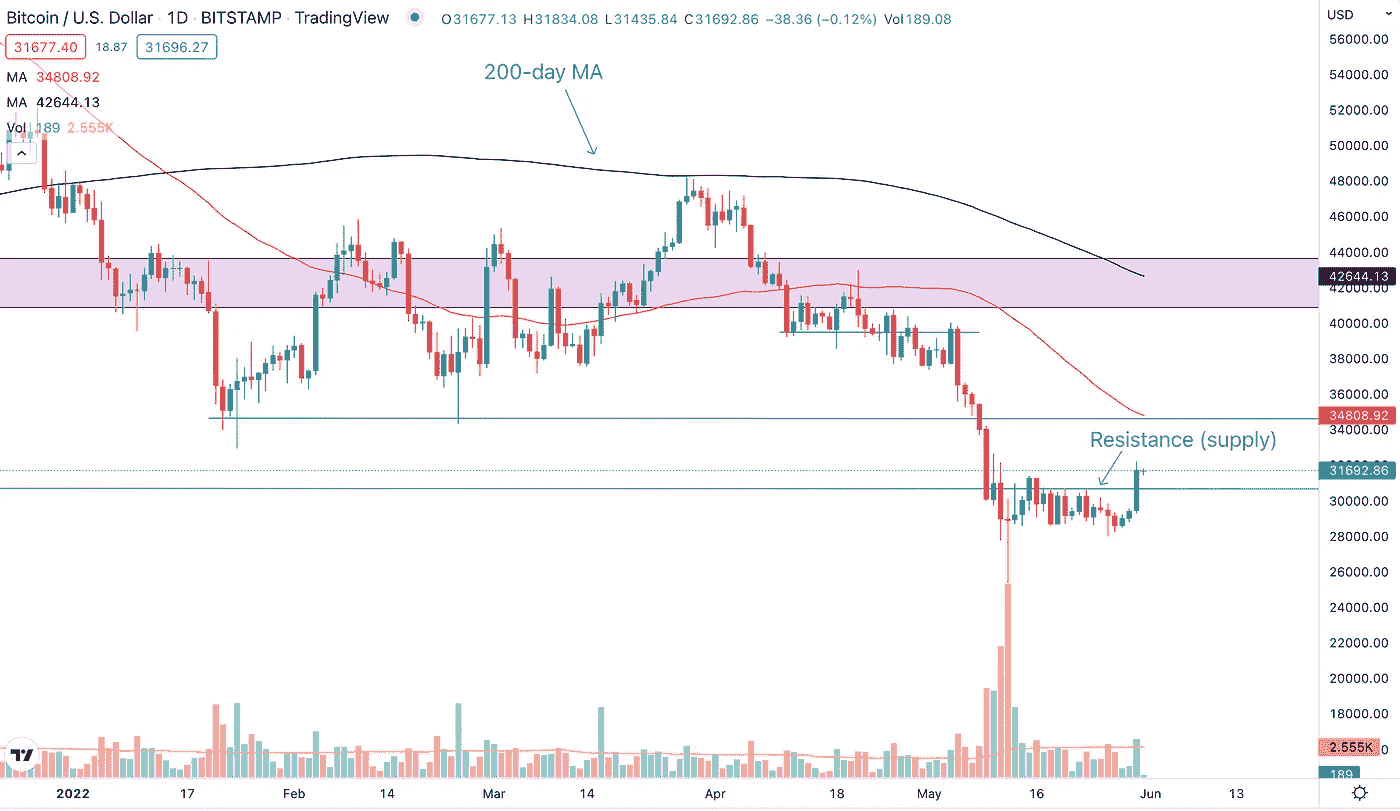 Bitcoin / U.S. Dollar · 1D · BITSTAMP · TradingView O31677.13 H31834.08 L31435.84 C31692.86 −38.36 (−0.12%) Vol189.08
USD
31677.40 18.87 31696.27
MA 34808.92
MA 42644.13
Vol 189 2.555K
200-day MA
Resistance (supply)
56000.00
54000.00
52000.00
50000.00
48000.00
46000.00
44000.00
42644.13
42000.00
40000.00
38000.00
36000.00
34808.92
34000.00
31692.86
30000.00
28000.00
26000.00
24000.00
22000.00
20000.00
18000.00
2.555K 0
189
2022 17 Feb 14 Mar 14 Apr 18 May 16 Jun 13